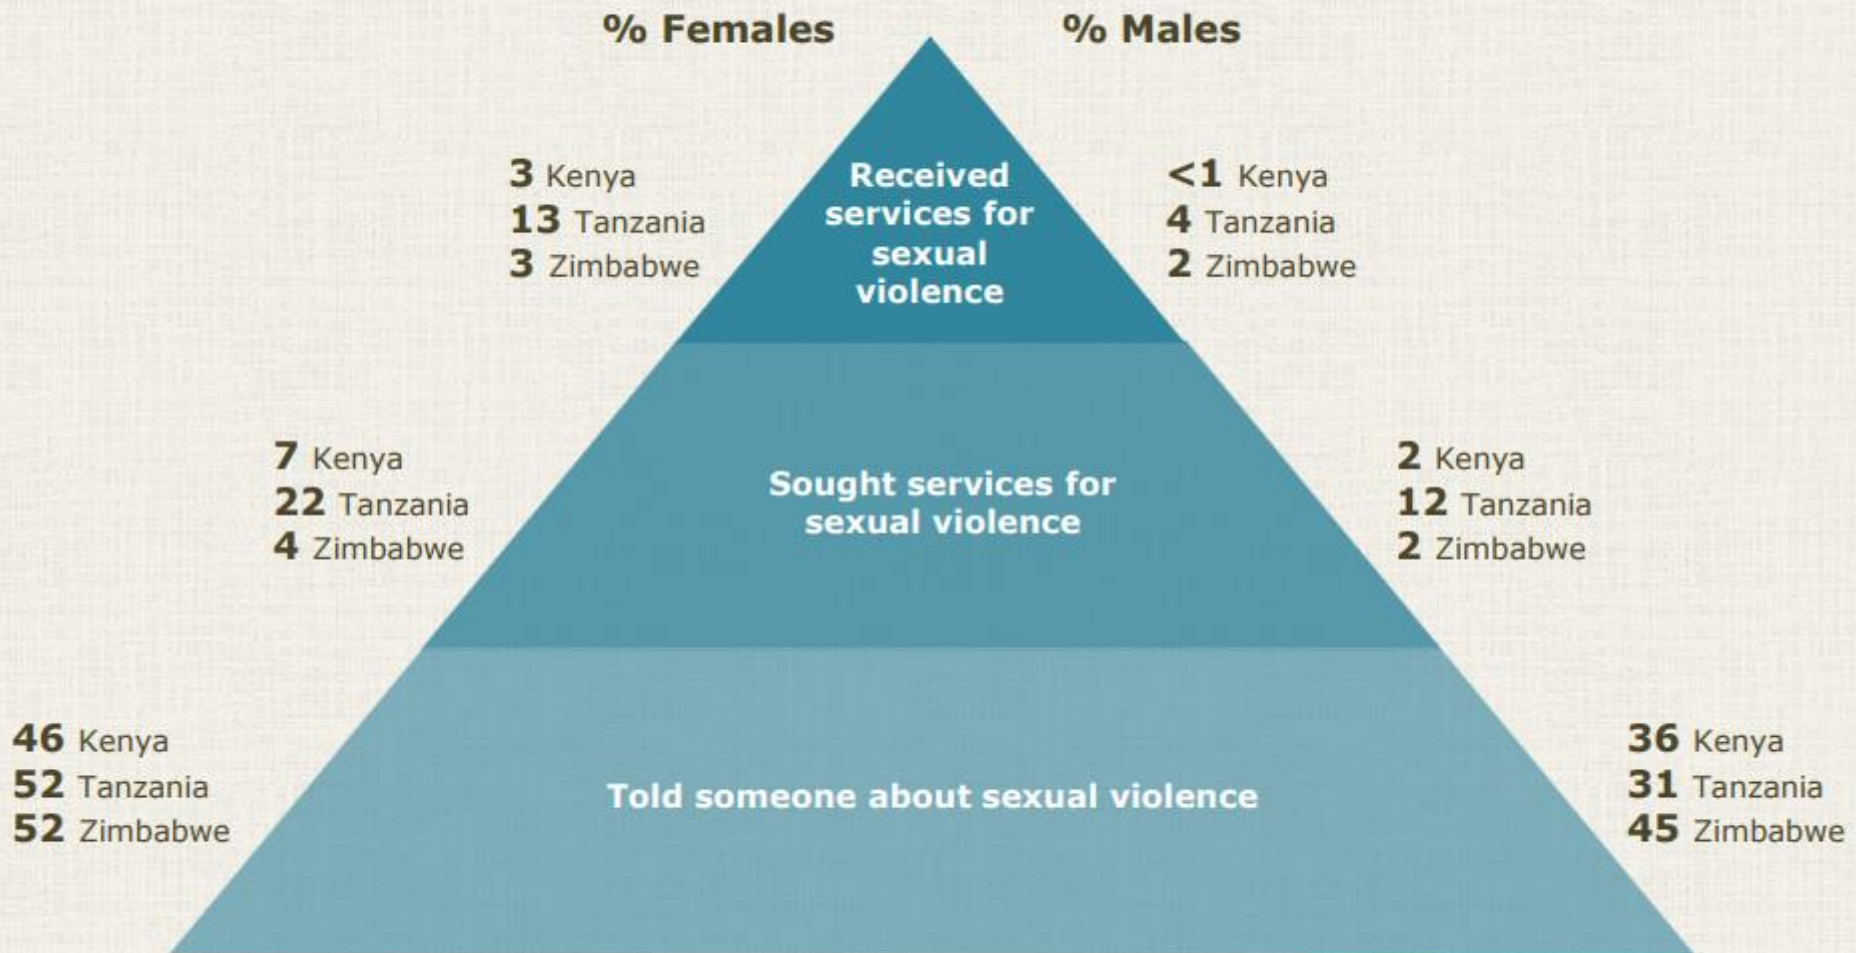 % Females
% Males
3 Kenya
13 Tanzania
3 Zimbabwe
Received
services for
sexual
violence
<1 Kenya
4 Tanzania
2 Zimbabwe
7 Kenya
22 Tanzania
4 Zimbabwe
Sought services for
sexual violence
2 Kenya
12 Tanzania
2 Zimbabwe
46 Kenya
52 Tanzania
52 Zimbabwe
Told someone about sexual violence
36 Kenya
31 Tanzania
45 Zimbabwe